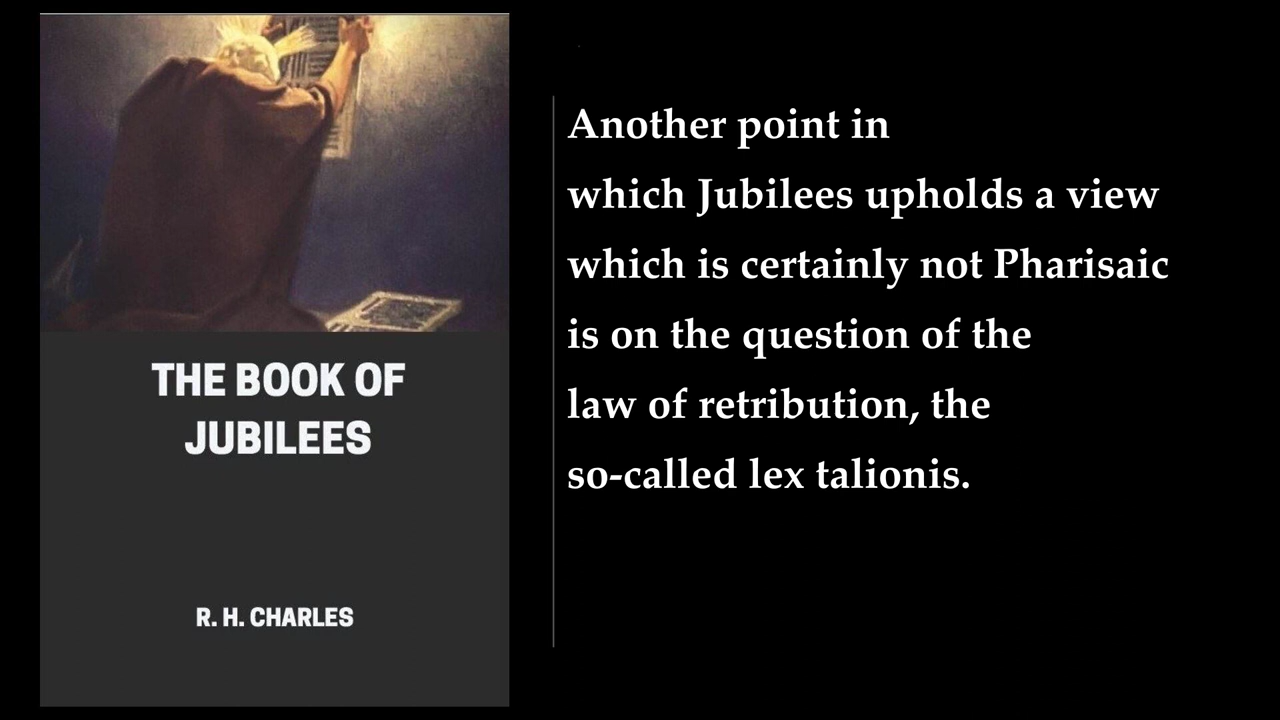 THE BOOK OF
JUBILEES
R. H. CHARLES
Another point in
which Jubilees upholds a view
which is certainly not Pharisaic
is on the question of the
law of retribution, the
so-called lex talionis.